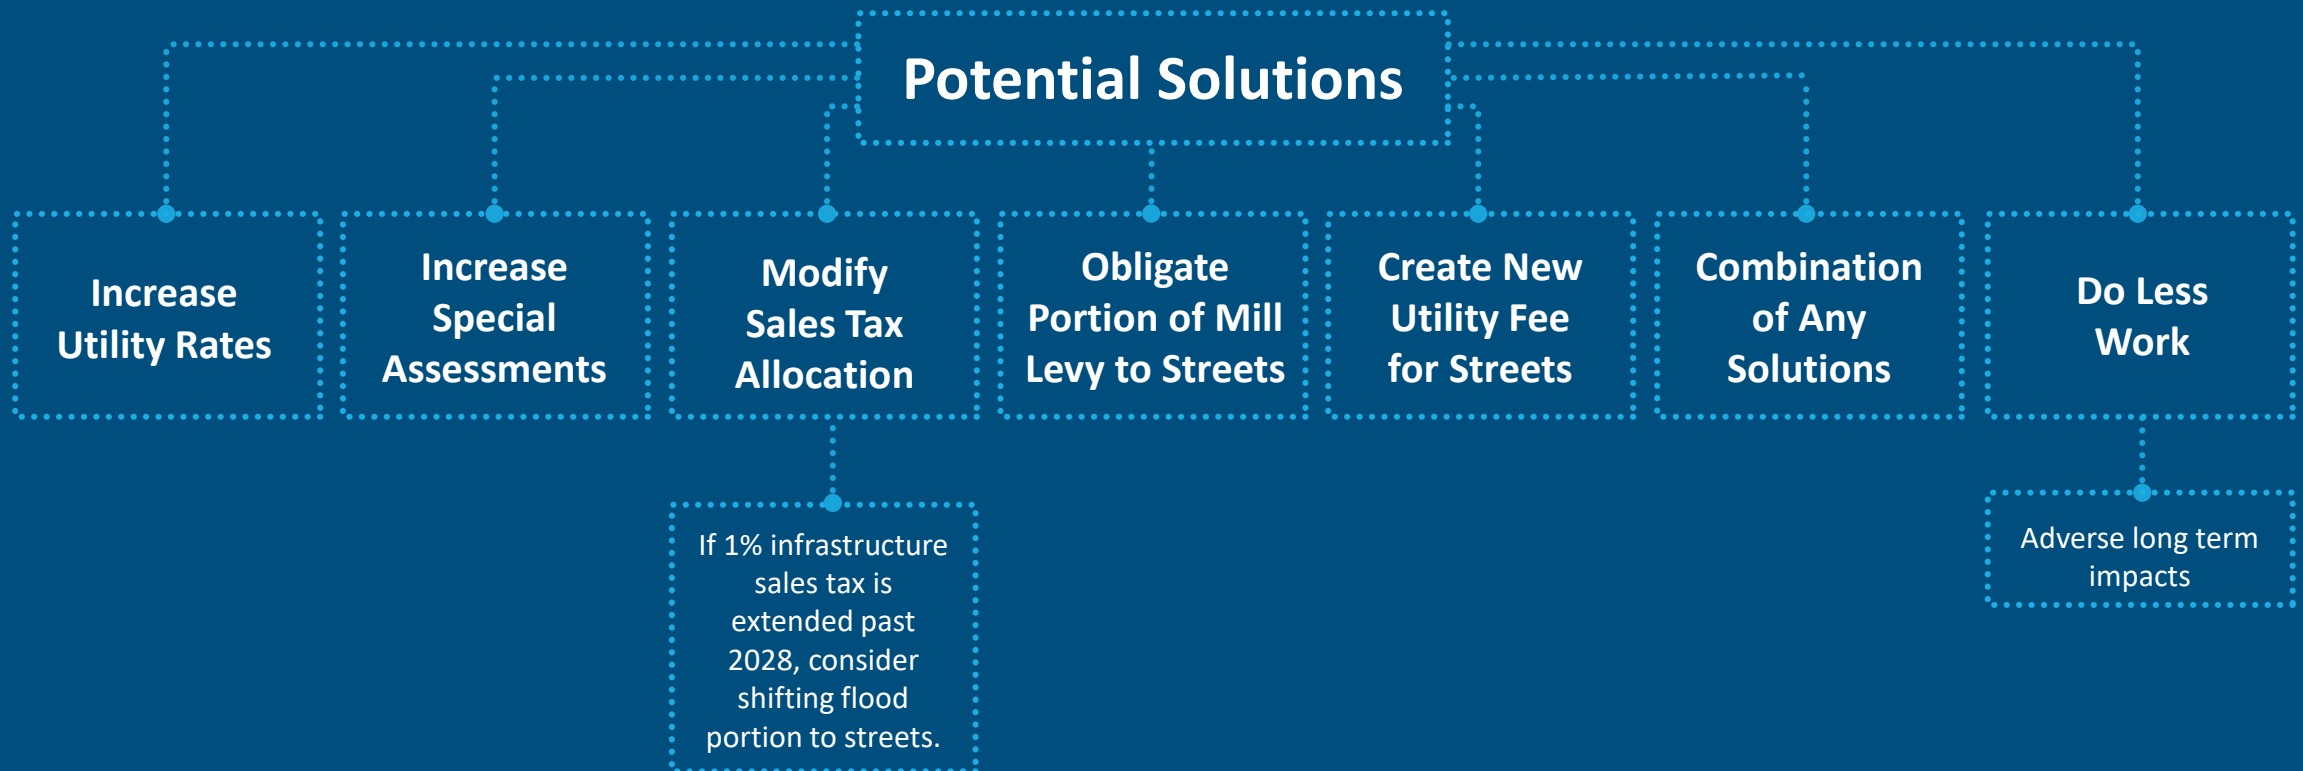 Potential Solutions
Increase
Utility Rates
Increase
Special
Assessments
Modify
Sales Tax
Allocation
Obligate
Portion of Mill
Levy to Streets
Create New
Utility Fee
for Streets
Combination
of Any
Solutions
Do Less
Work
If 1% infrastructure
sales tax is
extended past
2028, consider
shifting flood
portion to streets.
Adverse long term
impacts